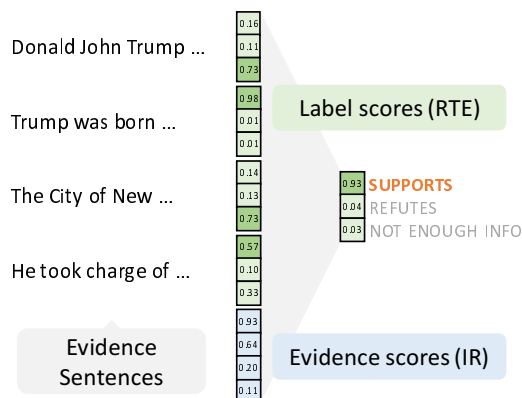 Donald John Trump ...
0.16
0.11
0.73
Trump was born ...
0.98
0.01
0.01
Label scores (RTE)
The City of New ...
0.14
0.13
0.73
0.93 SUPPORTS
0.04 REFUTES
0.03 NOT ENOUGH INFO
He took charge of ...
0.57
0.10
0.33
Evidence
Sentences
0.93
0.64
0.20
0.11
Evidence scores (IR)